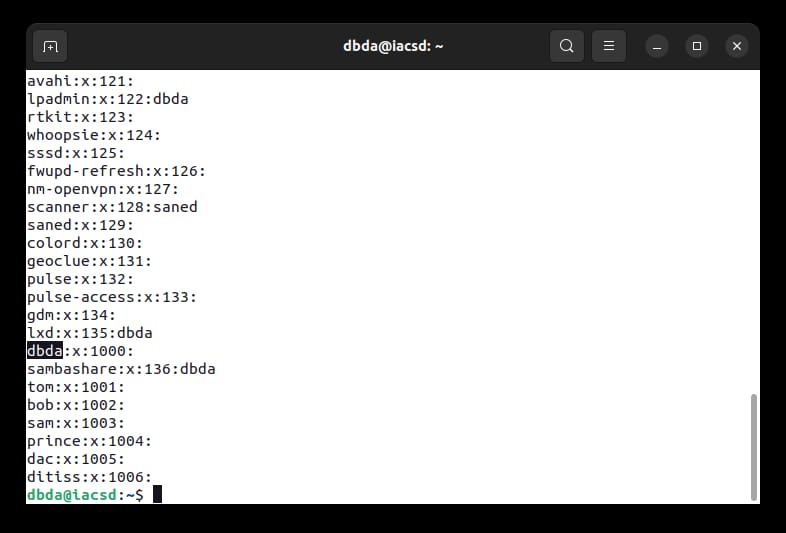 dbda@iacsd: ~
avahi:x:121:
lpadmin:x:122:dbda
rtkit:x:123:
whoopsie:x:124:
sssd:x:125:
fwupd-refresh:x:126:
nm-openvpn:x:127:
scanner:x:128:saned
saned:x:129:
colord:x:130:
geoclue:x:131:
pulse:x:132:
pulse-access:x:133:
gdm:x:134:
lxd:x:135:dbda
dbda:x:1000:
sambashare:x:136:dbda
tom:x:1001:
bob:x:1002:
sam:x:1003:
prince:x:1004:
dac:x:1005:
ditiss:x:1006:
dbda@iacsd:~$